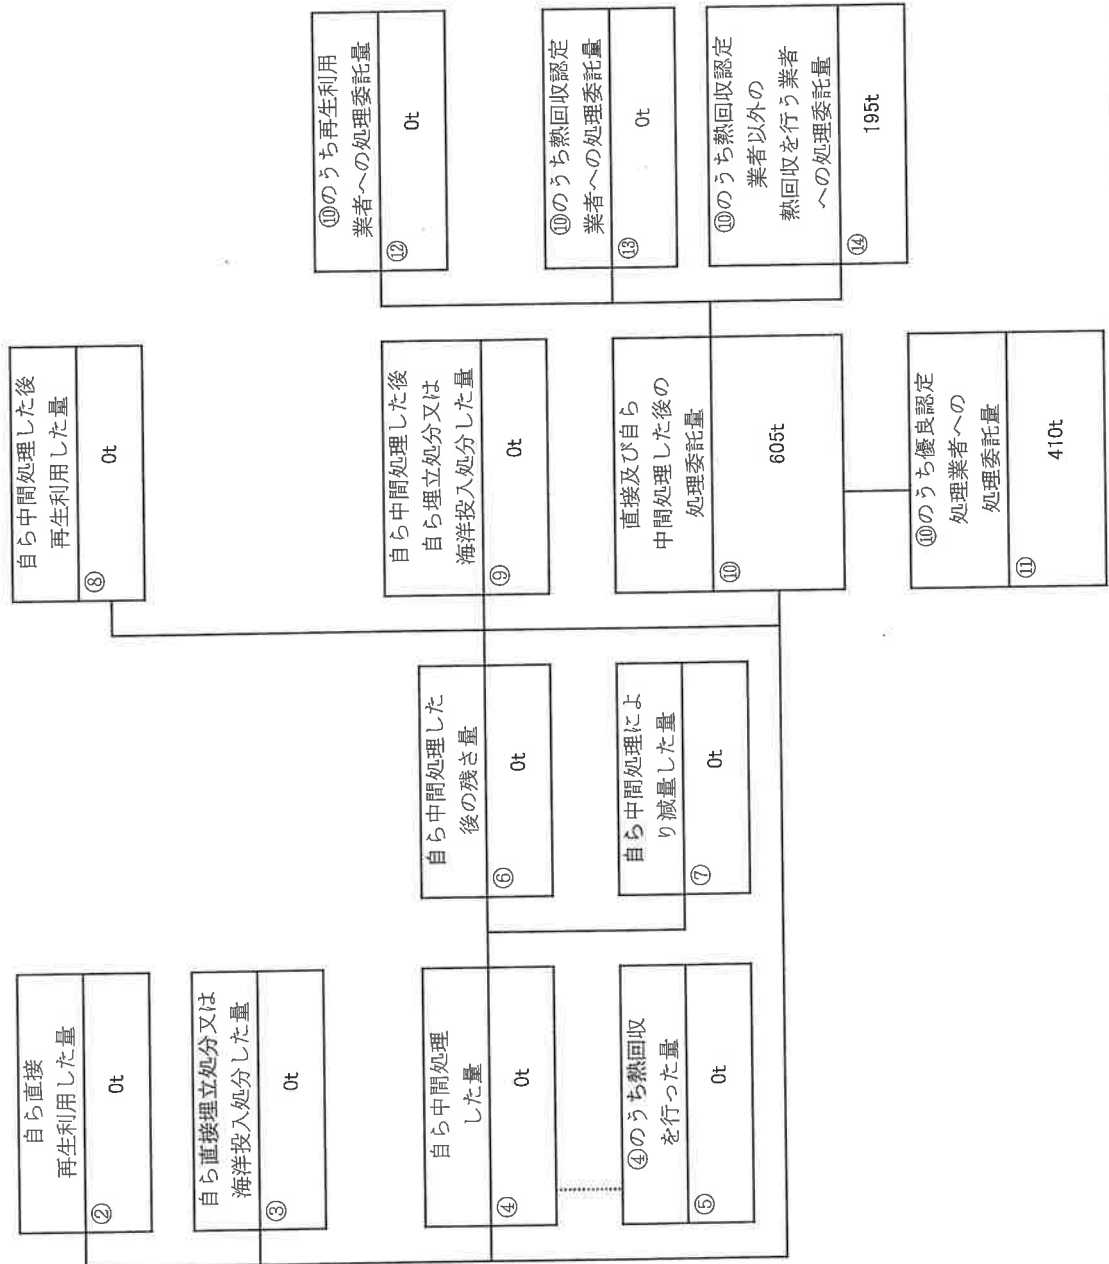 自ら直接
再生利用した量
②
0t
自ら直接埋立処分又は
海洋投入処分した量
③
0t
自ら中間処理
した量
④
0t
④のうち熱回収
を行った量
⑤
0t
自ら中間処理した
後の残さ量
⑥
0t
自ら中間処理によ
り減量した量
⑦
0t
自ら中間処理した後
再生利用した量
⑧
0t
自ら中間処理した後
自ら埋立処分又は
海洋投入処分した量
⑨
0t
直接及び自ら
中間処理した後の
処理委託量
⑩
605t
⑩のうち優良認定
処理業者への
処理委託量
⑪
410t
⑩のうち再生利用
業者への処理委託量
⑫
0t
⑩のうち熱回収認定
業者への処理委託量
⑬
0t
⑩のうち熱回収認定
業者以外の
熱回収を行う業者
への処理委託量
⑭
195t